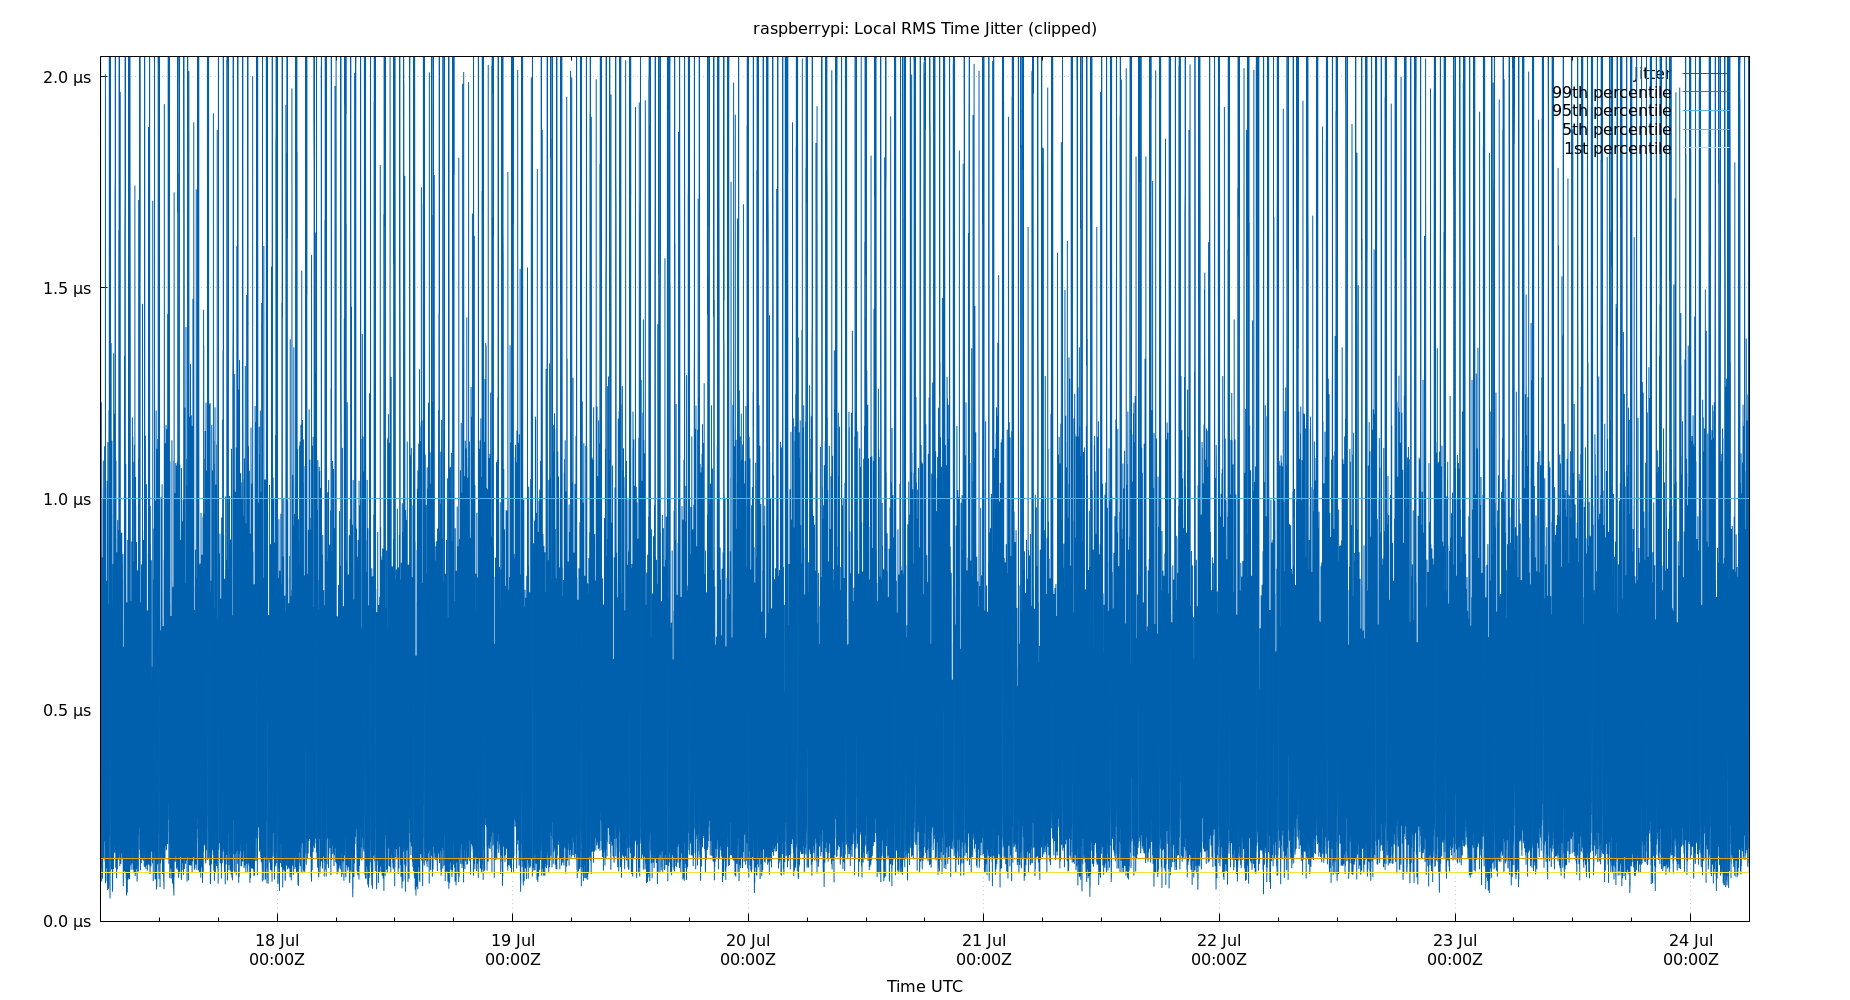 raspberrypi: Local RMS Time Jitter (clipped)
2.0 µs
1.5 µs
1.0 µs
0.5 µs
0.0 µs
jitter
99th percentile
95th percentile
5th percentile
1st percentile
18 Jul 19 Jul 20 Jul 21 Jul 22 Jul 23 Jul 24 Jul
00:00Z 00:00Z 00:00Z 00:00Z 00:00Z 00:00Z 00:00Z
Time UTC